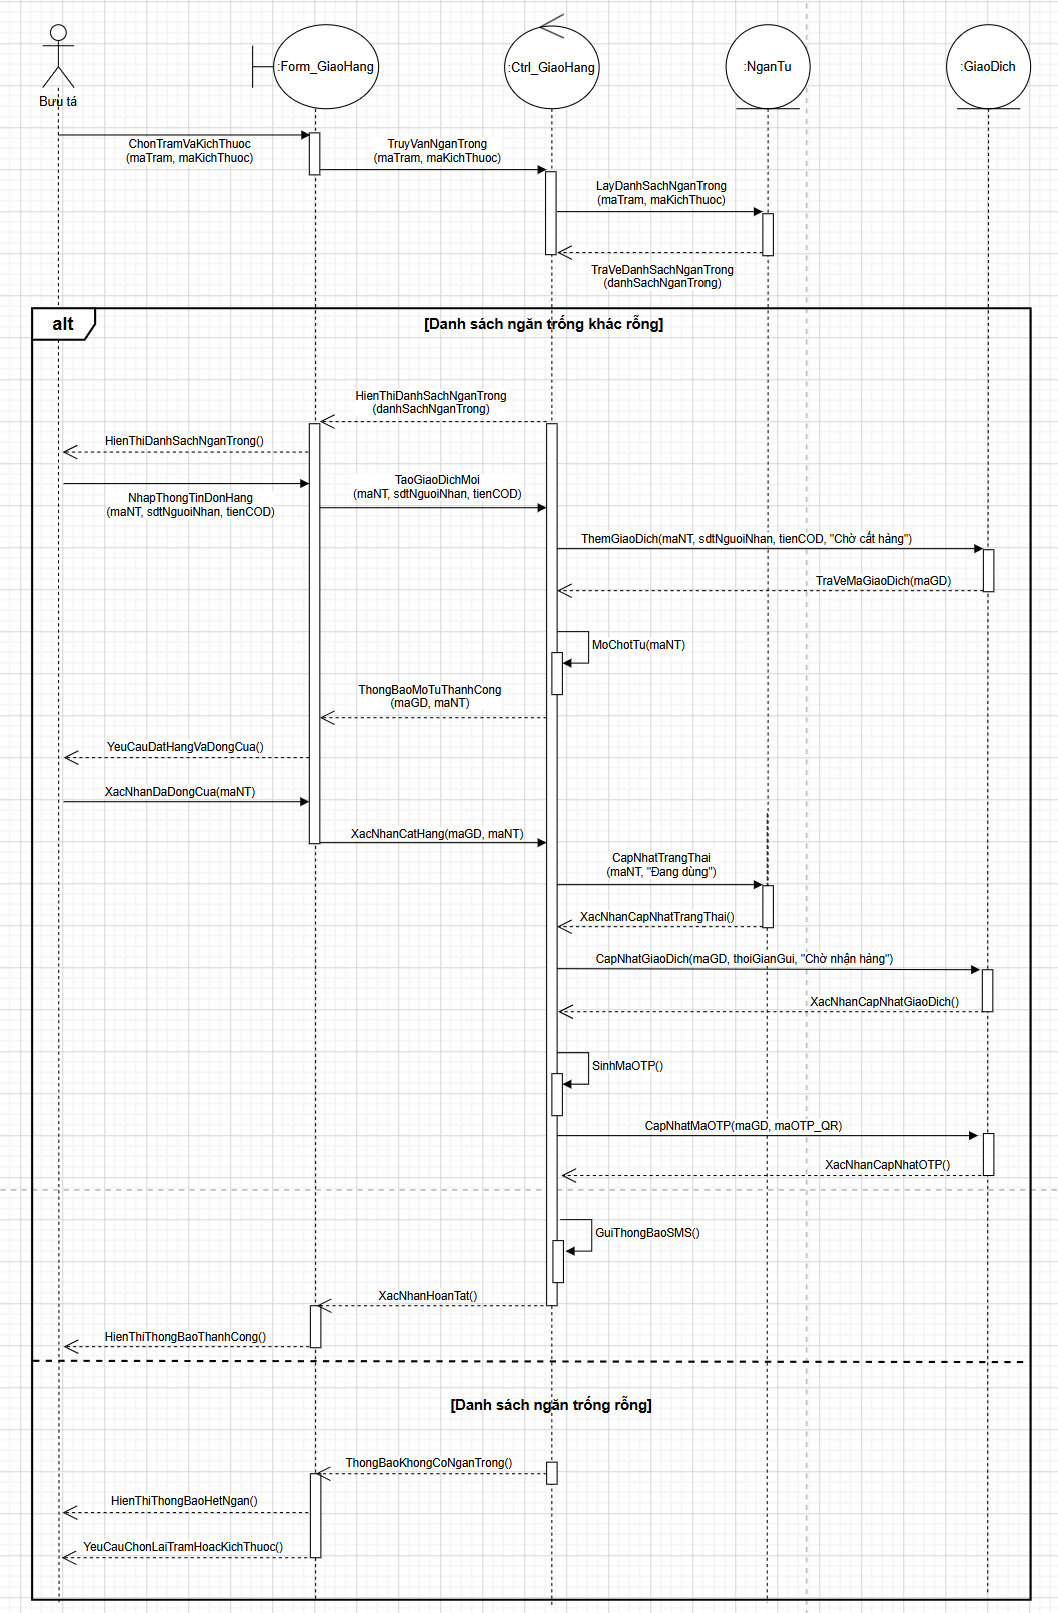 Bưu tá
:Form_GiaoHang
:Ctrl_GiaoHang
:NganTu
:GiaoDich
ChonTramVaKichThuoc
(maTram, maKichThuoc)
TruyVanNganTrong
(maTram, maKichThuoc)
LayDanhSachNganTrong
(maTram, maKichThuoc)
TraVeDanhSachNganTrong
(danhSachNganTrong)
alt
[Danh sách ngăn trống khác rỗng]
HienThiDanhSachNganTrong
(danhSachNganTrong)
HienThiDanhSachNganTrong()
NhapThongTinDonHang
(maNT, sdtNguoiNhan, tienCOD)
TaoGiaoDichMoi
(maNT, sdtNguoiNhan, tienCOD)
ThemGiaoDich(maNT, sdtNguoiNhan, tienCOD, "Chờ cất hàng")
TraVeMaGiaoDich(maGD)
MoChotTu(maNT)
ThongBaoMoTuThanhCong
(maGD, maNT)
YeuCauDatHangVaDongCua()
XacNhanDaDongCua(maNT)
XacNhanCatHang(maGD, maNT)
CapNhatTrangThai
(maNT, "Đang dùng")
XacNhanCapNhatTrangThai()
CapNhatGiaoDich(maGD, thoiGianGui, "Chờ nhận hàng")
XacNhanCapNhatGiaoDich()
SinhMaOTP()
CapNhatMaOTP(maGD, maOTP_QR)
XacNhanCapNhatOTP()
GuiThongBaoSMS()
XacNhanHoanTat()
HienThiThongBaoThanhCong()
[Danh sách ngăn trống rỗng]
ThongBaoKhongCoNganTrong()
HienThiThongBaoHetNgan()
YeuCauChonLaiTramHoacKichThuoc()